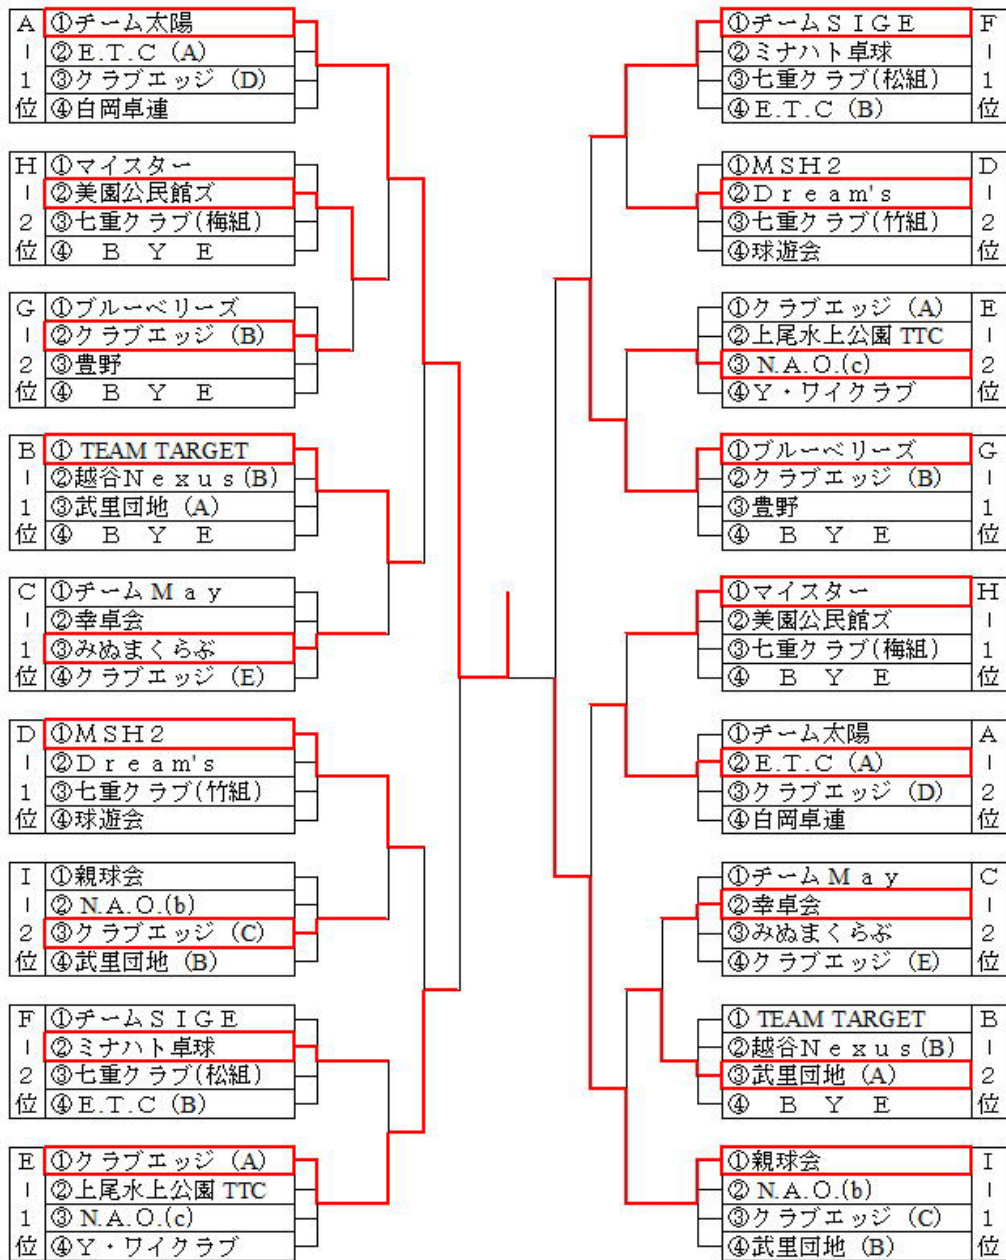 A-1位
①チーム太陽
②E.T.C (A)
③クラブエッジ (D)
④白岡卓連
H-2位
①マイスター
②美園公民館ズ
③七重クラブ(梅組)
④ B Y E
G-2位
①ブルーベリーズ
②クラブエッジ (B)
③豊野
④ B Y E
B-1位
① TEAM TARGET
②越谷Nexus(B)
③武里団地 (A)
④ B Y E
C-1位
①チームMay
②幸卓会
③みぬまくらぶ
④クラブエッジ (E)
D-1位
①MSH2
②Dream's
③七重クラブ(竹組)
④球遊会
I-2位
①親球会
② N.A.O.(b)
③クラブエッジ (C)
④武里団地 (B)
F-2位
①チームSIGE
②ミナハト卓球
③七重クラブ(松組)
④E.T.C (B)
E-1位
①クラブエッジ (A)
②上尾水上公園 TTC
③ N.A.O.(c)
④Y・ワイクラブ
①チームSIGE
②ミナハト卓球
③七重クラブ(松組)
④E.T.C (B)
F-1位
①MSH2
②Dream's
③七重クラブ(竹組)
④球遊会
D-2位
①クラブエッジ (A)
②上尾水上公園 TTC
③ N.A.O.(c)
④Y・ワイクラブ
E-2位
①ブルーベリーズ
②クラブエッジ (B)
③豊野
④ B Y E
G-1位
①マイスター
②美園公民館ズ
③七重クラブ(梅組)
④ B Y E
H-1位
①チーム太陽
②E.T.C (A)
③クラブエッジ (D)
④白岡卓連
A-2位
①チームMay
②幸卓会
③みぬまくらぶ
④クラブエッジ (E)
C-2位
① TEAM TARGET
②越谷Nexus(B)
③武里団地 (A)
④ B Y E
B-2位
①親球会
② N.A.O.(b)
③クラブエッジ (C)
④武里団地 (B)
I-1位